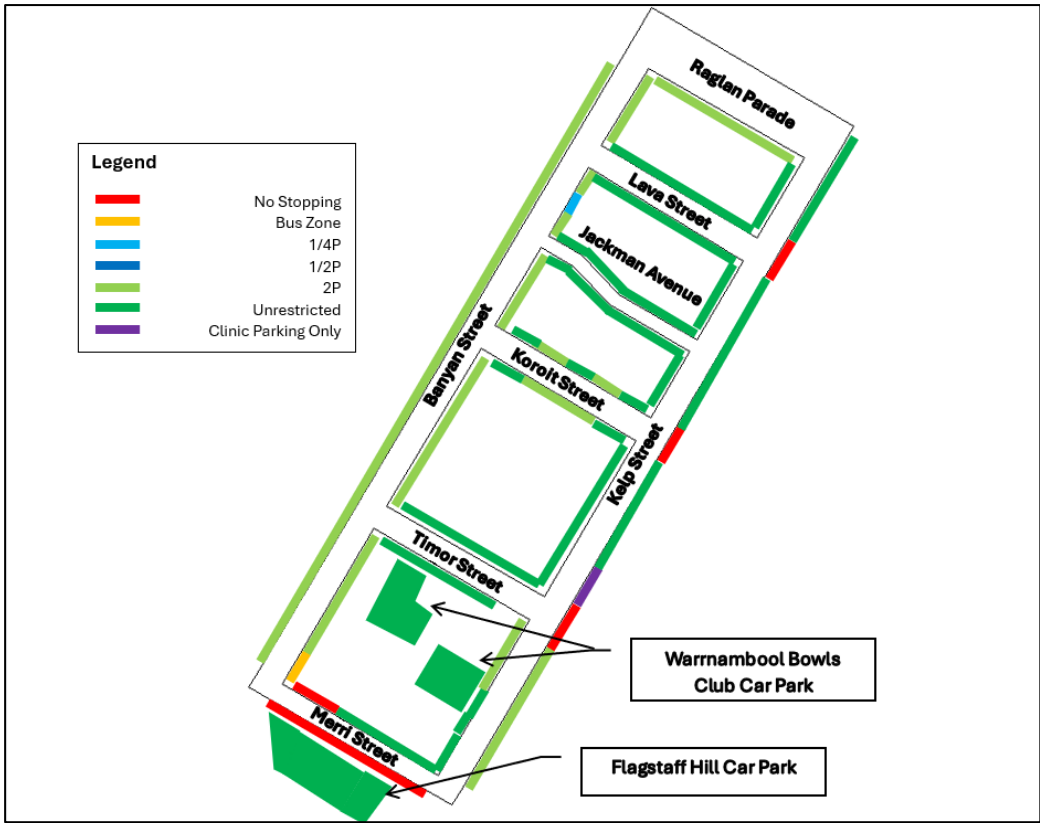 Raglan Parade
Legend
No Stopping
Bus Zone
1/4P
1/2P
2P
Unrestricted
Clinic Parking Only
Lava Street
Jackman Avenue
Banyan Street
Koroit Street
Kelp Street
Timor Street
Warrnambool Bowls
Club Car Park
Merri Street
Flagstaff Hill Car Park